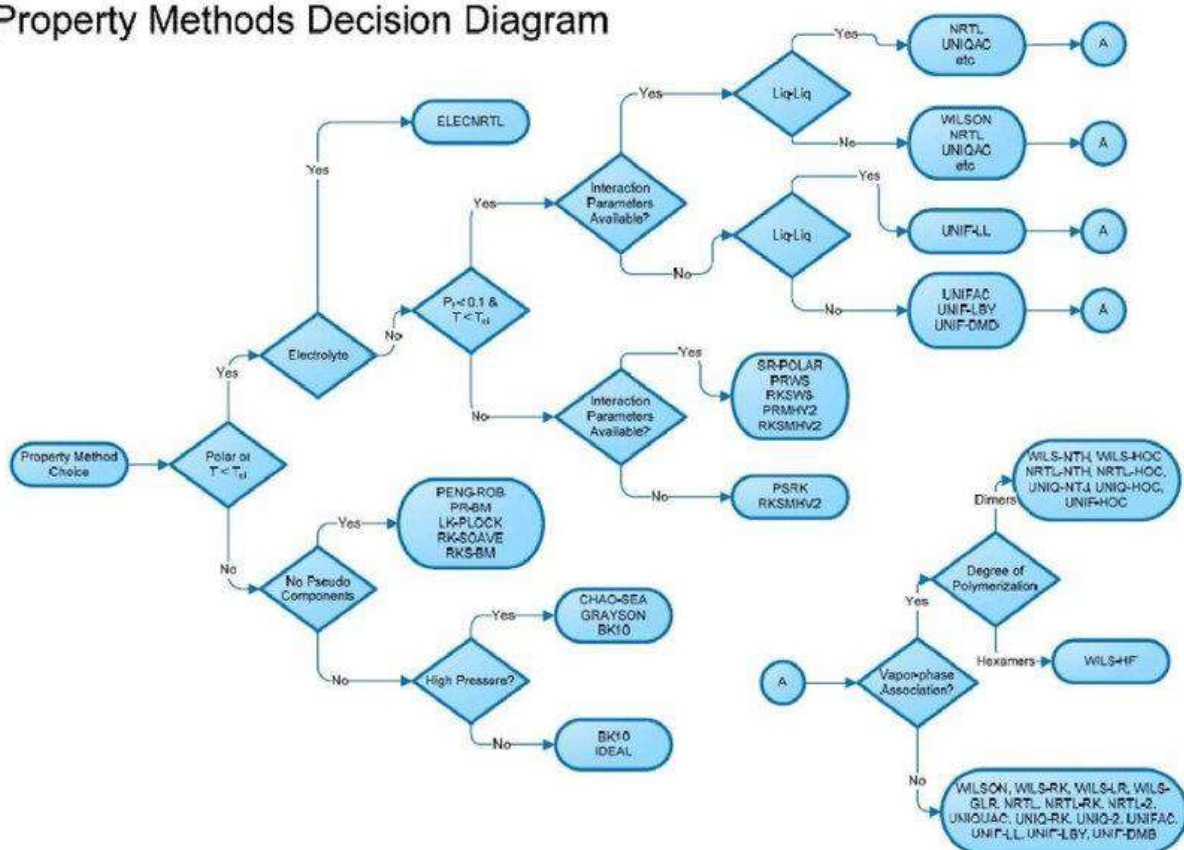 Property Methods Decision Diagram
Yes
NRTL
UNIQAC
etc
A
Liq-Liq
Yes
ELECNRTL
No
WILSON
NRTL
UNIQAC
etc
A
Yes
Interaction
Parameters
Available?
Yes
Yes
Liq-Liq
UNIF-LL
A
No
Pr < 0.1 &
T < Tci
No
UNIFAC
UNIF-LBY
UNIF-DMD
A
Electrolyte
No
Yes
Yes
SR-POLAR
PRWS
RKSWS
PRMHV2
RKSMHV2
No
Interaction
Parameters
Available?
Property Method
Choice
Polar or
T < Tci
No
PSRK
RKSMHV2
WILS-NTH, WILS-HOC
NRTL-NTH, NRTL-HOC,
UNIQ-NTJ, UNIQ-HOC,
UNIF-HOC
Dimers
PENG-ROB
PR-BM
LK-PLOCK
RK-SOAVE
RKS-BM
Yes
No
No Pseudo
Components
Degree of
Polymerization
Yes
CHAO-SEA
GRAYSON
BK10
Yes
No
High Pressure?
Hexamers
WILS-HF
A
Vapor-phase
Association?
No
BK10
IDEAL
No
WILSON, WILS-RK, WILS-LR, WILS-
GLR, NRTL, NRTL-RK, NRTL-2,
UNIQUAC, UNIQ-RK, UNIQ-2, UNIFAC,
UNIF-LL, UNIF-LBY, UNIF-DMB